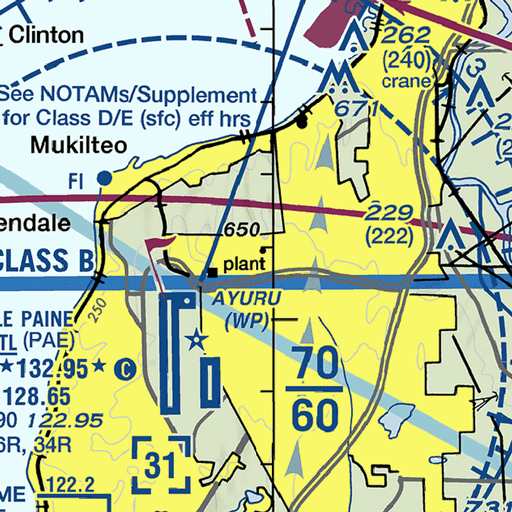 Clinton
262
(240)
crane
See NOTAMs/Supplement
for Class D/E (sfc) eff hrs
671
Mukilteo
Fl
229
(222)
endale
650
CLASS B
plant
250
AYURU
(WP)
LE PAINE
TL (PAE)
132.95 C
128.65
90 122.95
6R, 34R
70
60
31
122.2
ME
731